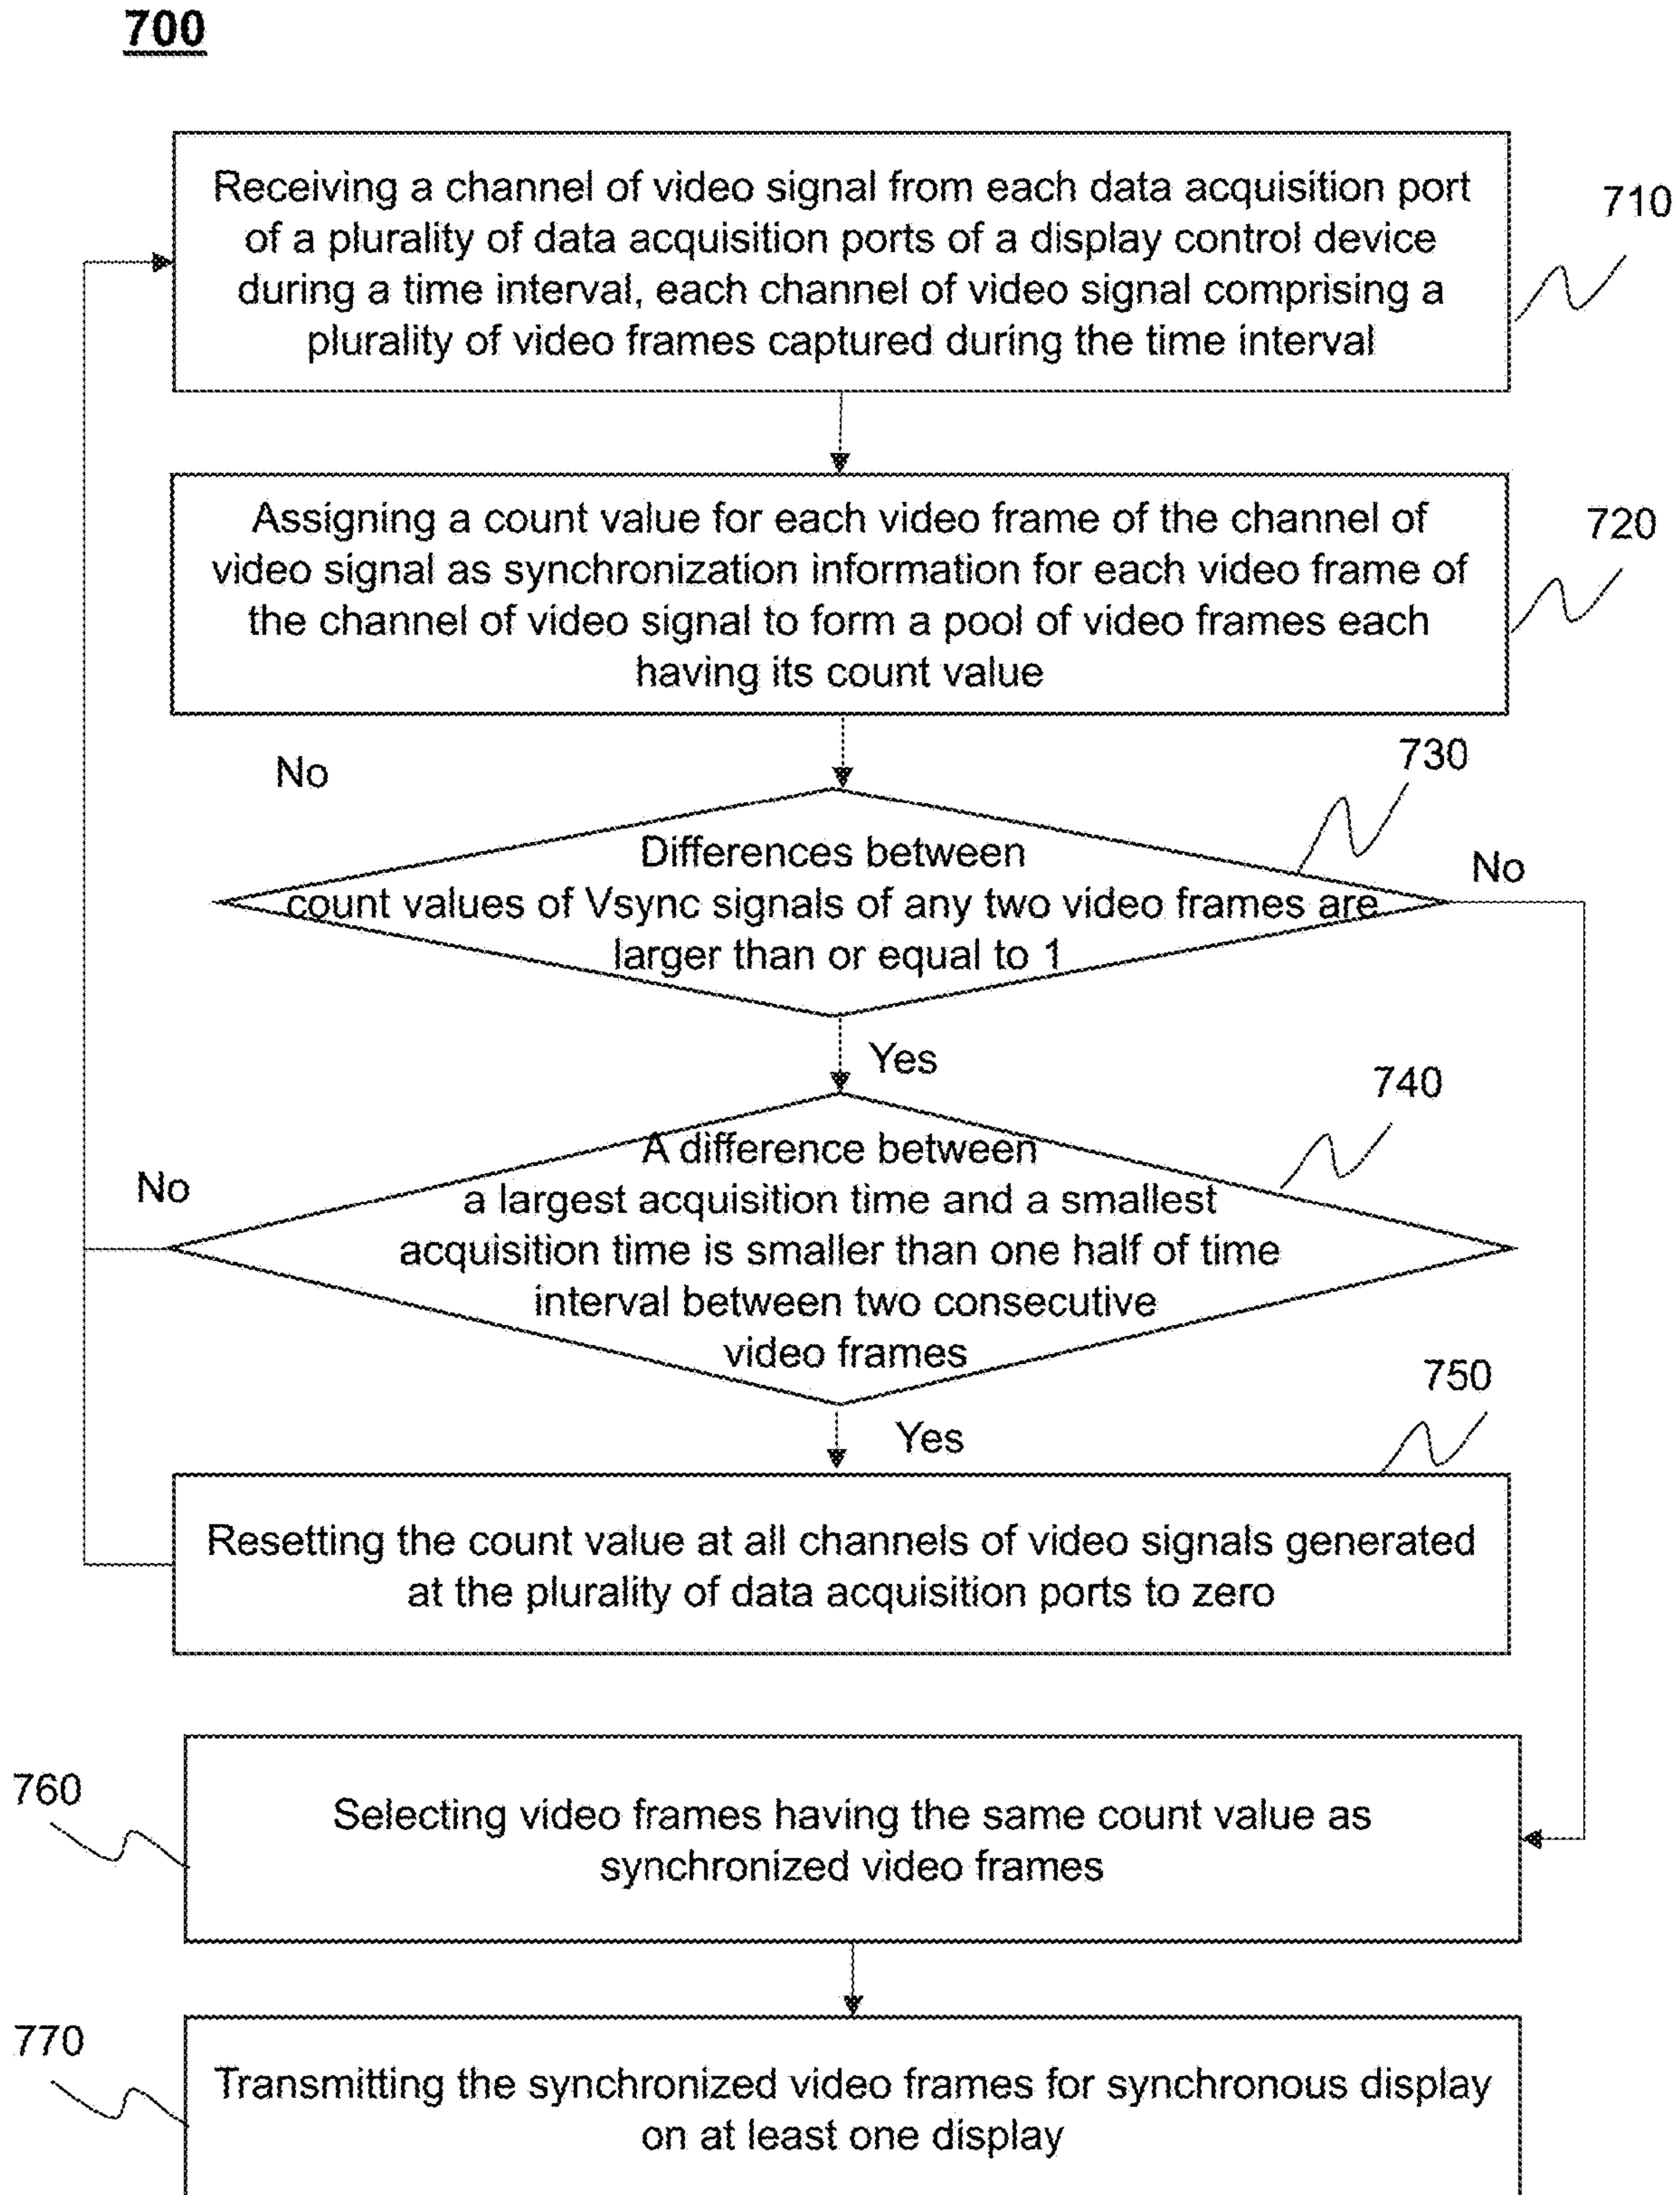 700
Receiving a channel of video signal from each data acquisition port
of a plurality of data acquisition ports of a display control device
during a time interval, each channel of video signal comprising a
plurality of video frames captured during the time interval
710
Assigning a count value for each video frame of the channel of
video signal as synchronization information for each video frame of
the channel of video signal to form a pool of video frames each
having its count value
720
No
730
Differences between
count values of Vsync signals of any two video frames are
larger than or equal to 1
No
Yes
740
A difference between
a largest acquisition time and a smallest
acquisition time is smaller than one half of time
interval between two consecutive
video frames
No
Yes
750
Resetting the count value at all channels of video signals generated
at the plurality of data acquisition ports to zero
760
Selecting video frames having the same count value as
synchronized video frames
770
Transmitting the synchronized video frames for synchronous display
on at least one display